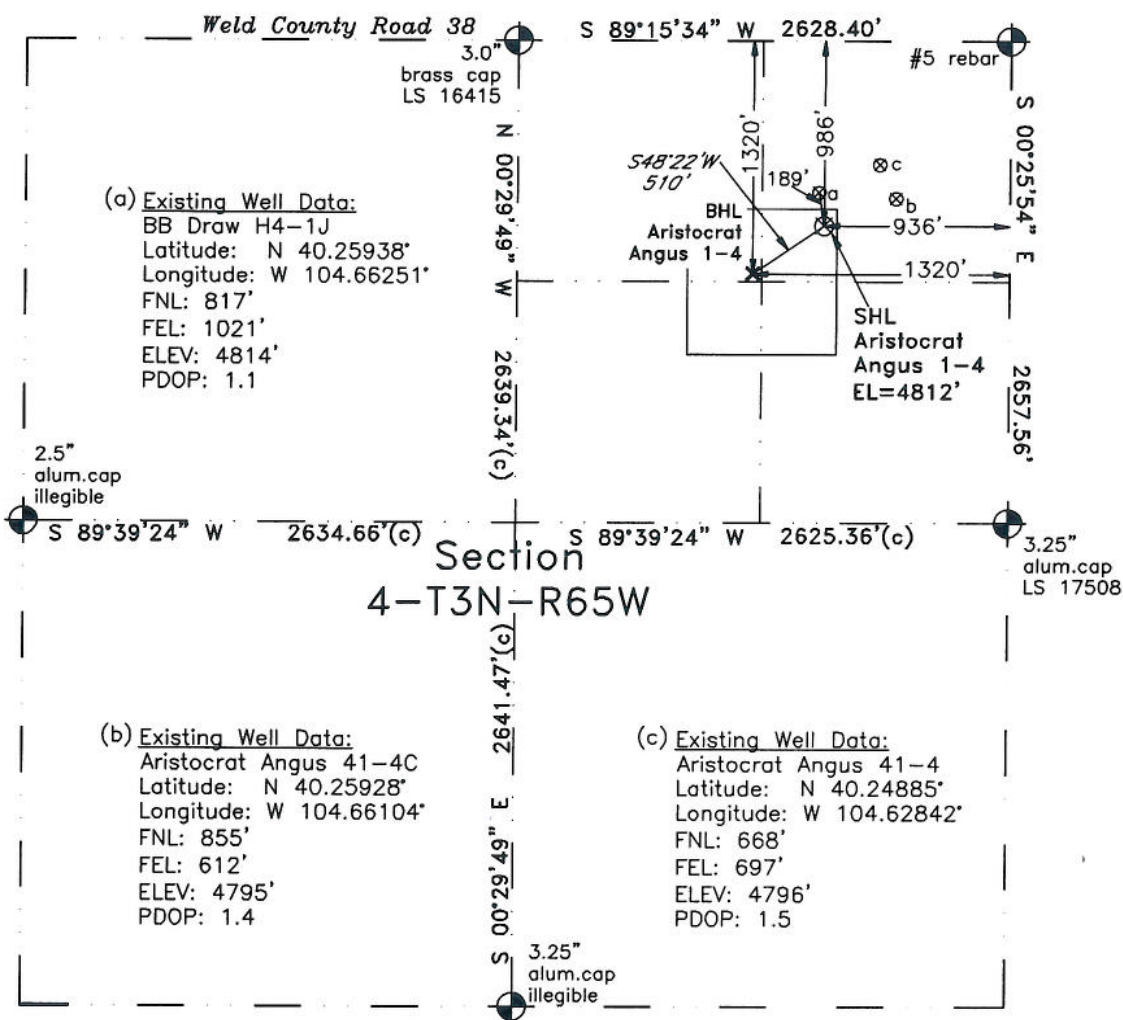 Weld County Road 38
S 89°15'34" W 2628.40'
3.0"
brass cap
LS 16415
#5 rebar
N 00°29'49" W 2639.34'(c)
1320'
986'
S 00°25'54" E 2657.56'
S48°22'W
510'
189'
a
c
b
BHL
Aristocrat
Angus 1-4
936'
1320'
SHL
Aristocrat
Angus 1-4
EL=4812'
(a) Existing Well Data:
BB Draw H4-1J
Latitude: N 40.25938°
Longitude: W 104.66251°
FNL: 817'
FEL: 1021'
ELEV: 4814'
PDOP: 1.1
2.5"
alum.cap
illegible
S 89°39'24" W 2634.66'(c)
S 89°39'24" W 2625.36'(c)
3.25"
alum.cap
LS 17508
Section
4-T3N-R65W
S 00°29'49" E 2641.47'(c)
(b) Existing Well Data:
Aristocrat Angus 41-4C
Latitude: N 40.25928°
Longitude: W 104.66104°
FNL: 855'
FEL: 612'
ELEV: 4795'
PDOP: 1.4
(c) Existing Well Data:
Aristocrat Angus 41-4
Latitude: N 40.24885°
Longitude: W 104.62842°
FNL: 668'
FEL: 697'
ELEV: 4796'
PDOP: 1.5
3.25"
alum.cap
illegible